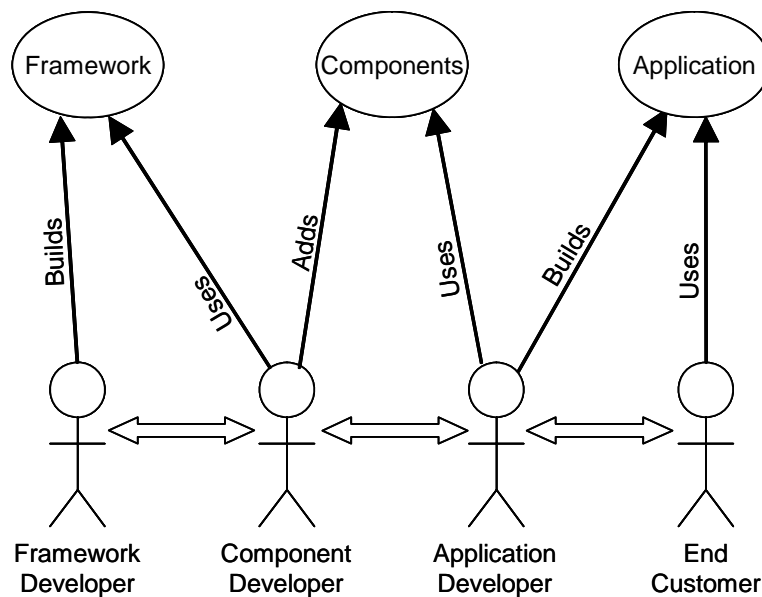 Framework
Components
Application
Builds
Uses
Adds
Uses
Builds
Uses
Framework
Developer
Component
Developer
Application
Developer
End
Customer